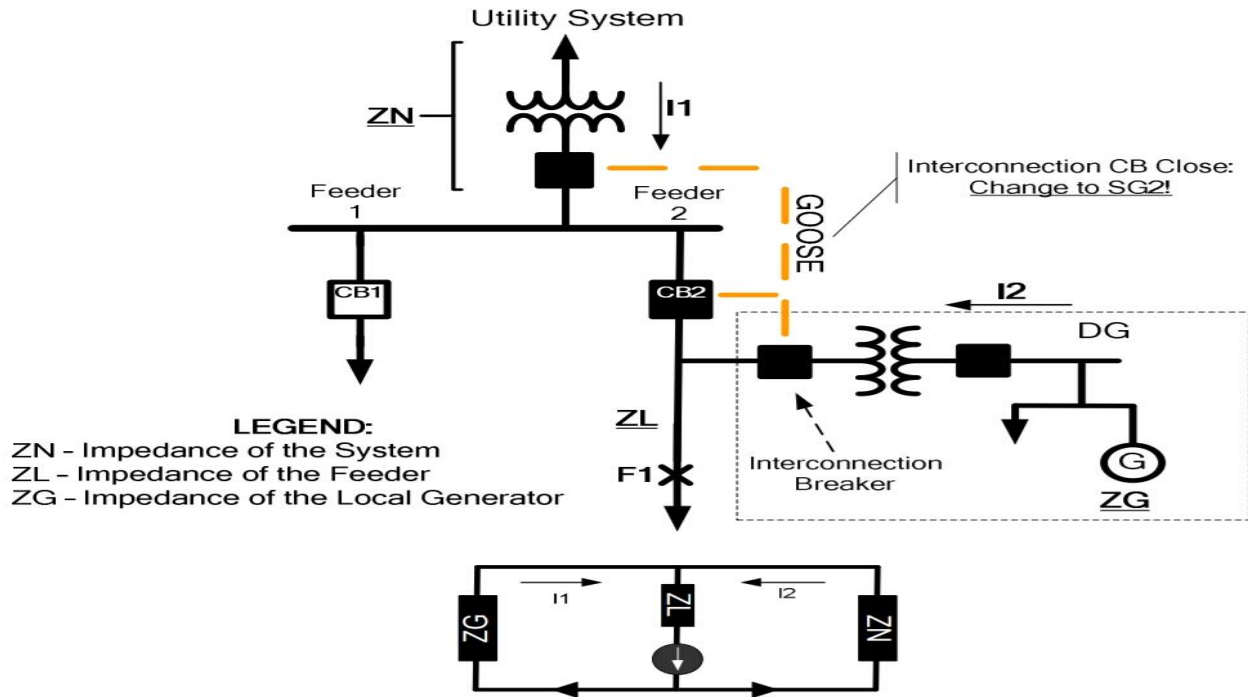 Utility System
ZN
I1
Interconnection CB Close:
Change to SG2!
Feeder
1
Feeder
2
GOOSE
CB1
CB2
I2
DG
LEGEND:
ZN - Impedance of the System
ZL - Impedance of the Feeder
ZG - Impedance of the Local Generator
ZL
F1
Interconnection
Breaker
G
ZG
I1
I2
ZG
ZL
ZN